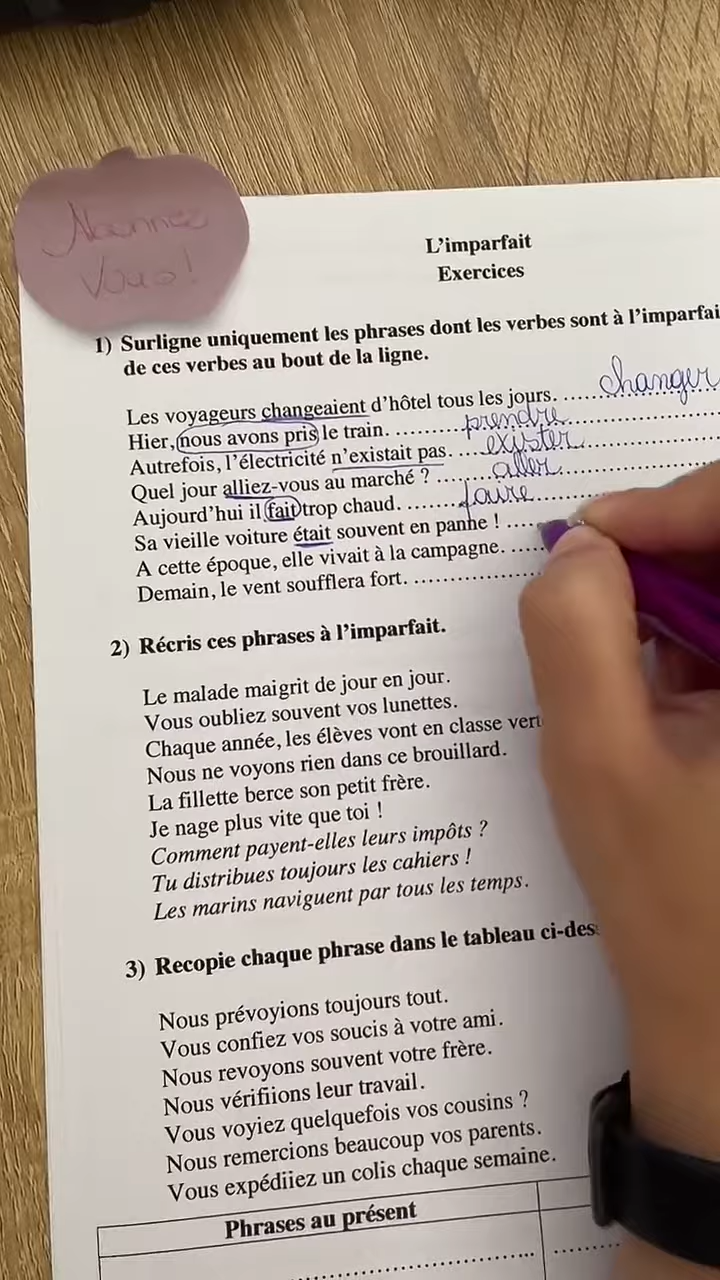 Abonnez
Vous!
L'imparfait
Exercices
1) Surligne uniquement les phrases dont les verbes sont à l'imparfai
de ces verbes au bout de la ligne.
Les voyageurs changeaient d'hôtel tous les jours. ........ changer
Hier, nous avons pris le train. ........ prendre
Autrefois, l'électricité n'existait pas. ........ exister
Quel jour alliez-vous au marché ? ........ aller
Aujourd'hui il fait trop chaud. ........ faire
Sa vieille voiture était souvent en panne ! .....
A cette époque, elle vivait à la campagne. .....
Demain, le vent soufflera fort. ....................
2) Récris ces phrases à l'imparfait.
Le malade maigrit de jour en jour.
Vous oubliez souvent vos lunettes.
Chaque année, les élèves vont en classe vert
Nous ne voyons rien dans ce brouillard.
La fillette berce son petit frère.
Je nage plus vite que toi !
Comment payent-elles leurs impôts ?
Tu distribues toujours les cahiers !
Les marins naviguent par tous les temps.
3) Recopie chaque phrase dans le tableau ci-des
Nous prévoyions toujours tout.
Vous confiez vos soucis à votre ami.
Nous revoyons souvent votre frère.
Nous vérifiions leur travail.
Vous voyiez quelquefois vos cousins ?
Nous remercions beaucoup vos parents.
Vous expédiiez un colis chaque semaine.
Phrases au présent